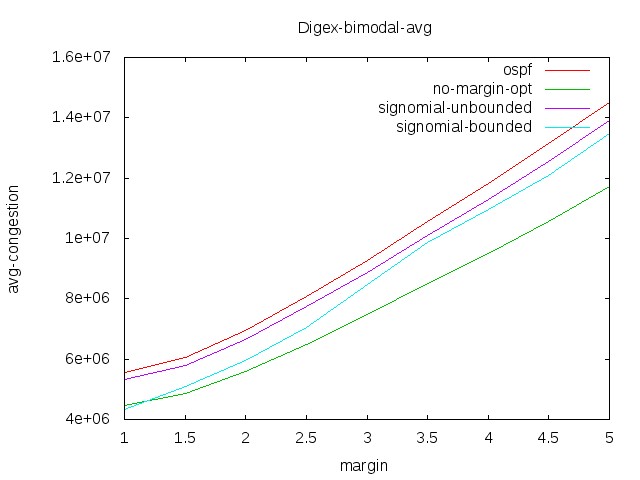 Digex-bimodal-avg
1.6e+07
ospf
no-margin-opt
1.4e+07
signomial-unbounded
signomial-bounded
1.2e+07
avg-congestion
1e+07
8e+06
6e+06
4e+06
1 1.5 2 2.5 3 3.5 4 4.5 5
margin